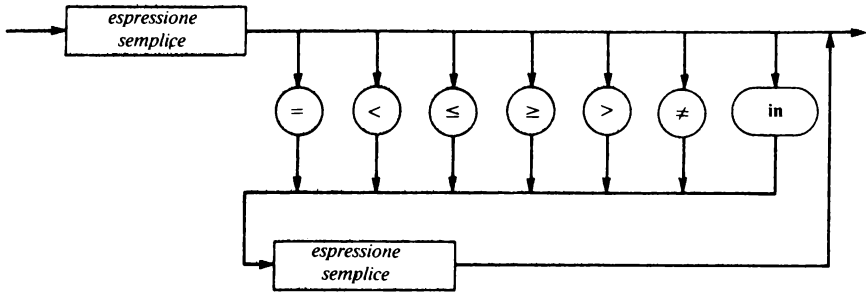 espressione
semplice
= < ≤ ≥ > ≠ in
espressione
semplice